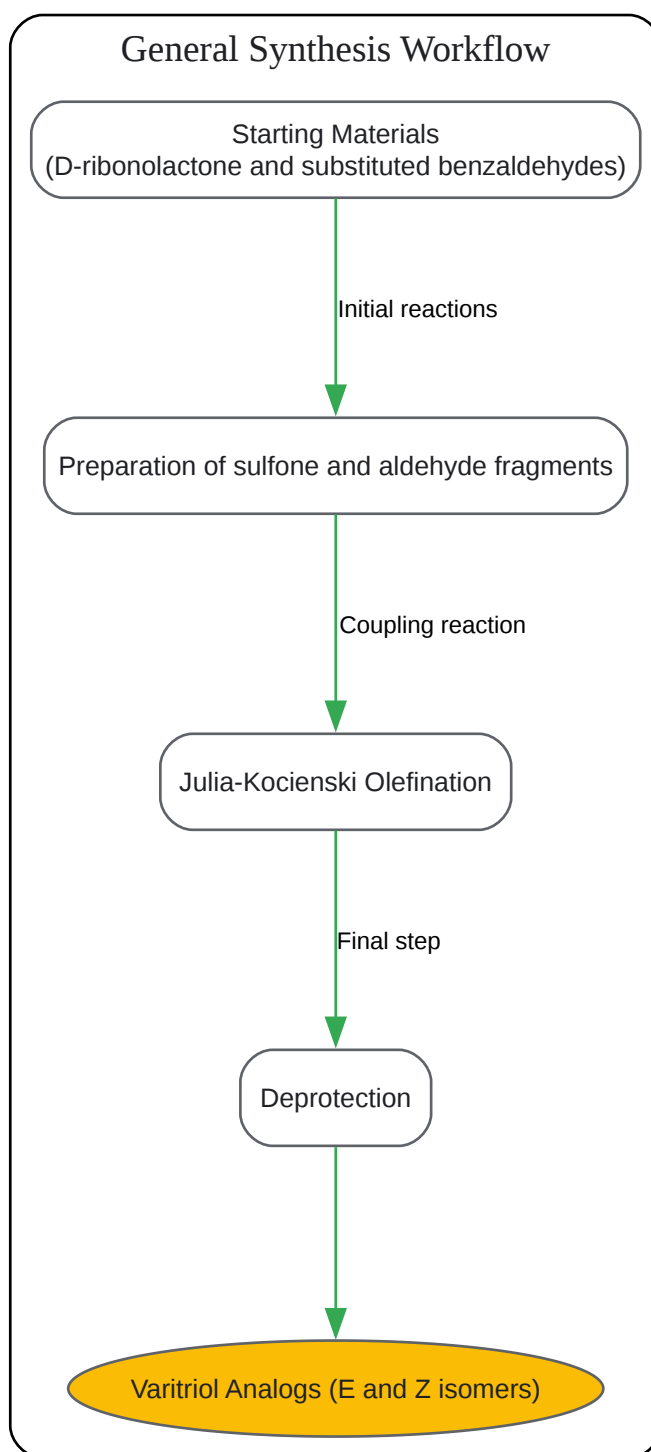 General Synthesis Workflow
Starting Materials
(D-ribonolactone and substituted benzaldehydes)
Initial reactions
Preparation of sulfone and aldehyde fragments
Coupling reaction
Julia-Kocienski Olefination
Final step
Deprotection
Varitriol Analogs (E and Z isomers)